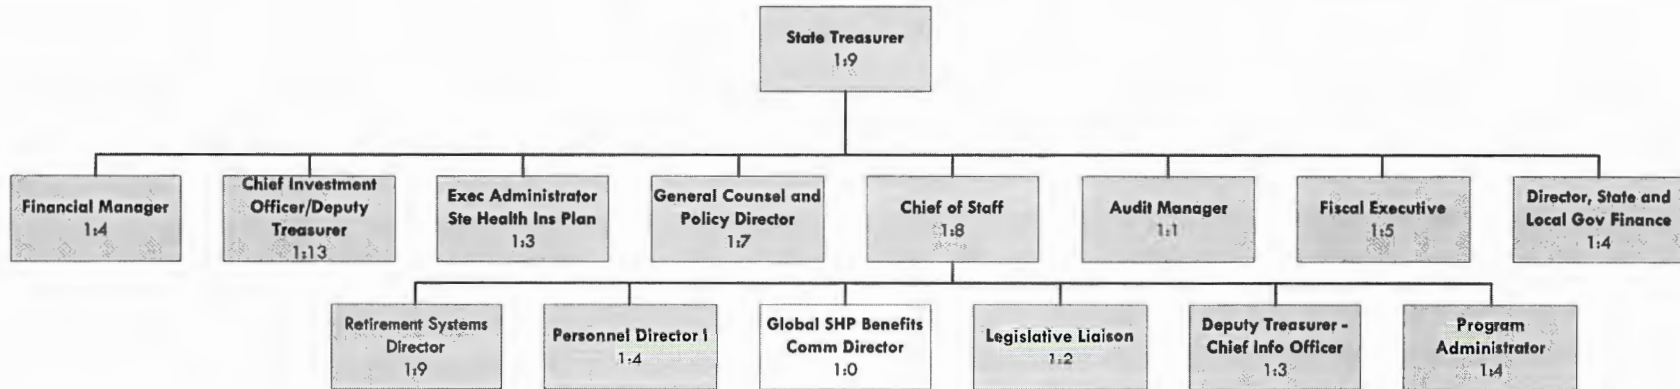 State Treasurer
1:9
Financial Manager
1:4
Chief Investment
Officer/Deputy
Treasurer
1:13
Exec Administrator
Ste Health Ins Plan
1:3
General Counsel and
Policy Director
1:7
Chief of Staff
1:8
Audit Manager
1:1
Fiscal Executive
1:5
Director, State and
Local Gov Finance
1:4
Retirement Systems
Director
1:9
Personnel Director I
1:4
Global SHP Benefits
Comm Director
1:0
Legislative Liaison
1:2
Deputy Treasurer -
Chief Info Officer
1:3
Program
Administrator
1:4